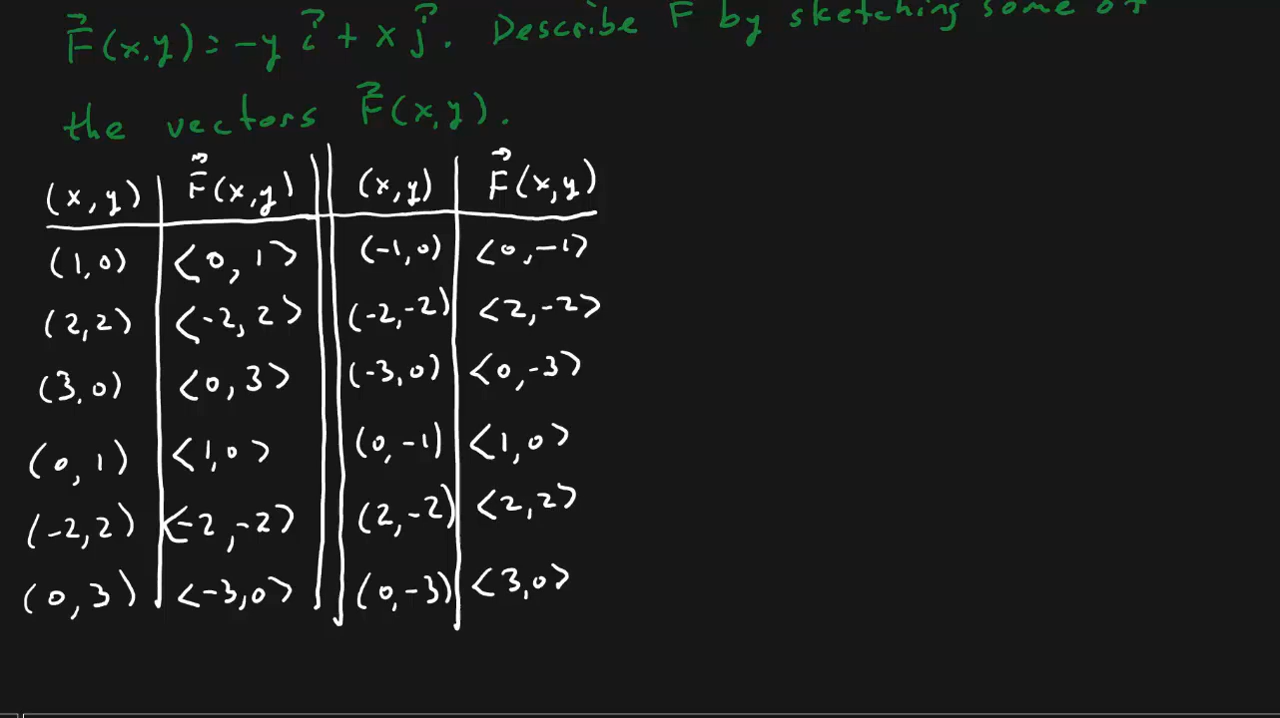 F⃗(x,y) = -y i⃗ + x j⃗. Describe F by sketching some of
the vectors F⃗(x,y).
(x,y) | F⃗(x,y) || (x,y) | F⃗(x,y)
(1,0) | <0,1> || (-1,0) | <0,-1>
(2,2) | <-2,2> || (-2,-2) | <2,-2>
(3,0) | <0,3> || (-3,0) | <0,-3>
(0,1) | <1,0> || (0,-1) | <1,0>
(-2,2) | <-2,-2> || (2,-2) | <2,2>
(0,3) | <-3,0> || (0,-3) | <3,0>